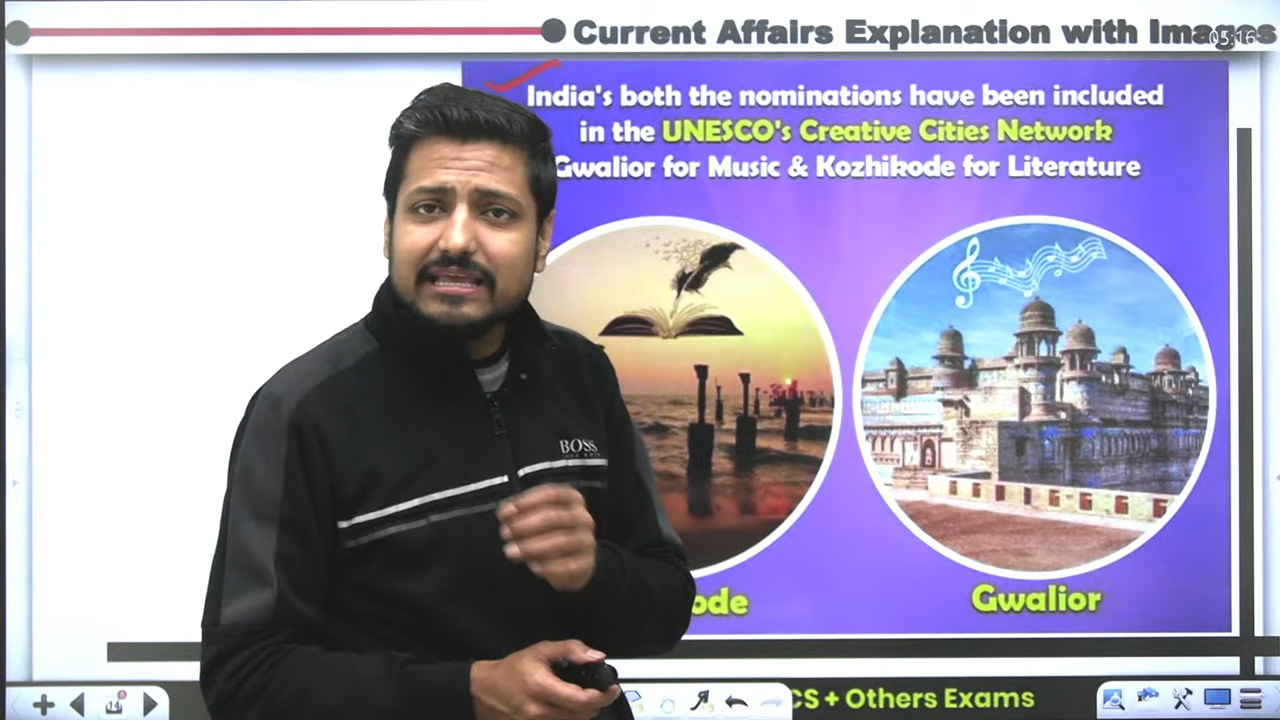 Current Affairs Explanation with Images
05:16
India's both the nominations have been included
in the UNESCO's Creative Cities Network
Gwalior for Music & Kozhikode for Literature
BOSS
ode
Gwalior
14
CS + Others Exams